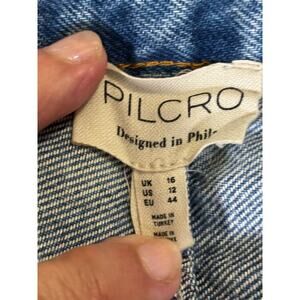 PILCRO
Designed in Phil
UK 16
US 12
EU 44
MADE IN
TURKEY
MADE IN